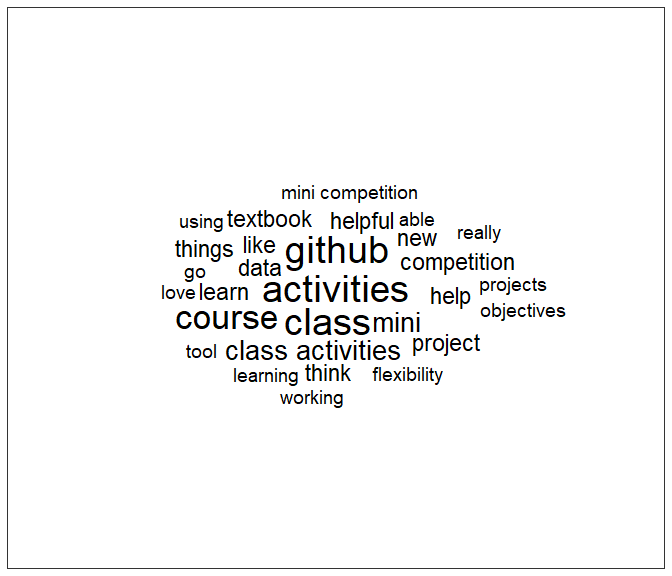 mini competition
using textbook helpful able
things like github new really
go data competition
love learn activities help projects
objectives
course class mini
tool class activities project
learning think flexibility
working